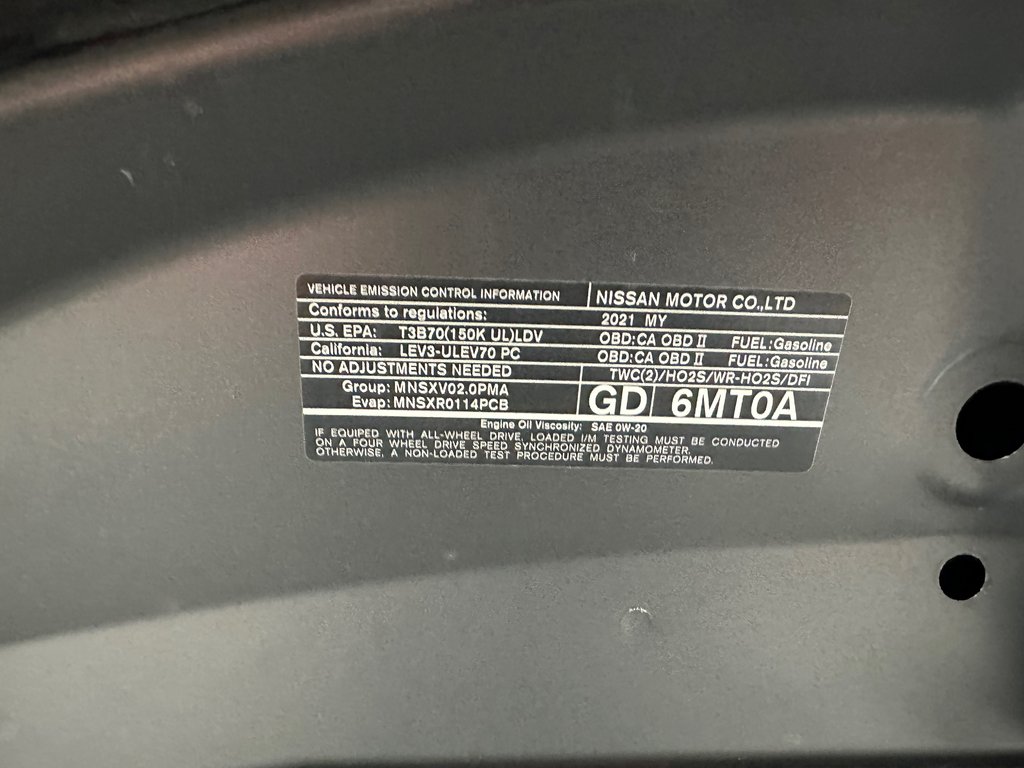 VEHICLE EMISSION CONTROL INFORMATION NISSAN MOTOR CO.,LTD
Conforms to regulations: 2021 MY
U.S. EPA: T3B70(150K UL)LDV OBD:CA OBD II FUEL:Gasoline
California: LEV3-ULEV70 PC OBD:CA OBD II FUEL:Gasoline
NO ADJUSTMENTS NEEDED TWC(2)/HO2S/WR-HO2S/DFI
Group: MNSXV02.0PMA GD 6MT0A
Evap: MNSXR0114PCB
Engine Oil Viscosity: SAE 0W-20
IF EQUIPED WITH ALL-WHEEL DRIVE, LOADED I/M TESTING MUST BE CONDUCTED
ON A FOUR WHEEL DRIVE SPEED SYNCHRONIZED DYNAMOMETER.
OTHERWISE, A NON-LOADED TEST PROCEDURE MUST BE PERFORMED.